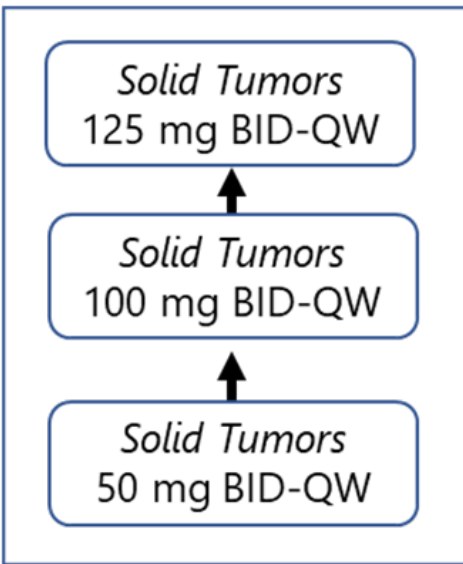 Solid Tumors
125 mg BID-QW
Solid Tumors
100 mg BID-QW
Solid Tumors
50 mg BID-QW